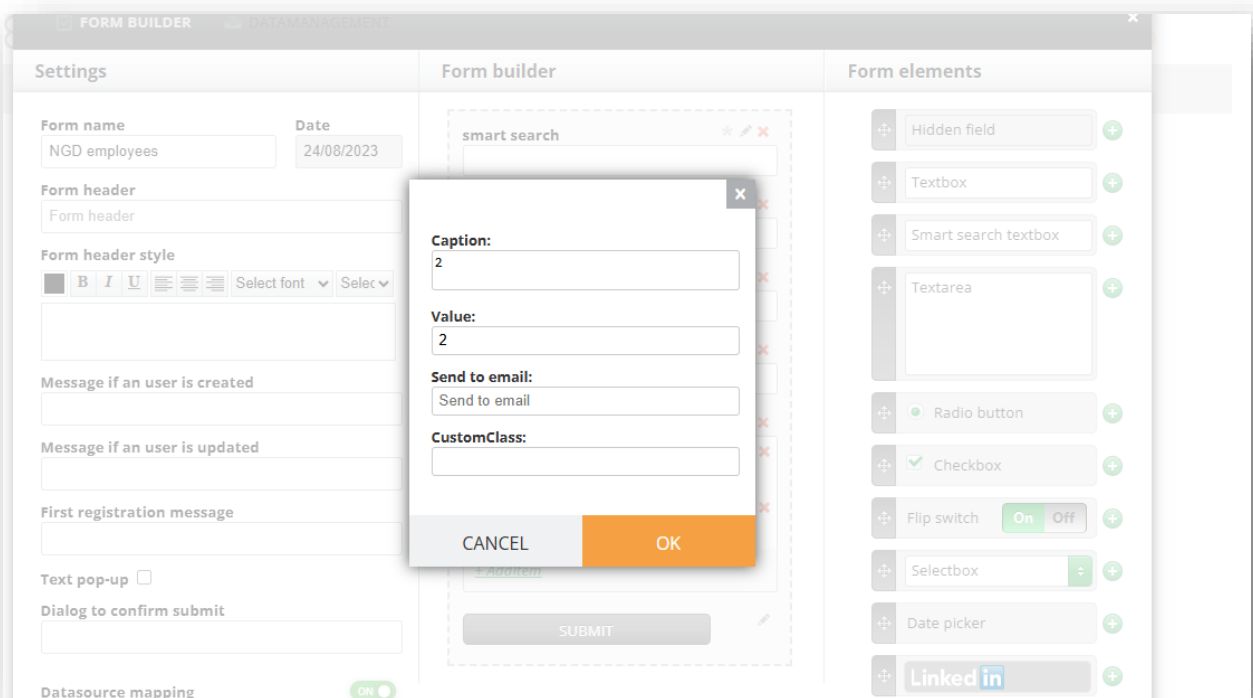 FORM BUILDER
DATAMANAGEMENT
Settings
Form builder
Form elements
Form name
Date
NGD employees
24/08/2023
Form header
Form header
Form header style
B I U
Select font
Selec
Message if an user is created
Message if an user is updated
First registration message
Text pop-up
Dialog to confirm submit
Datasource mapping
ON
smart search
Caption:
2
Value:
2
Send to email:
Send to email
CustomClass:
CANCEL
OK
+ AddItem
SUBMIT
Hidden field
Textbox
Smart search textbox
Textarea
Radio button
Checkbox
Flip switch
On
Off
Selectbox
Date picker
Linked in